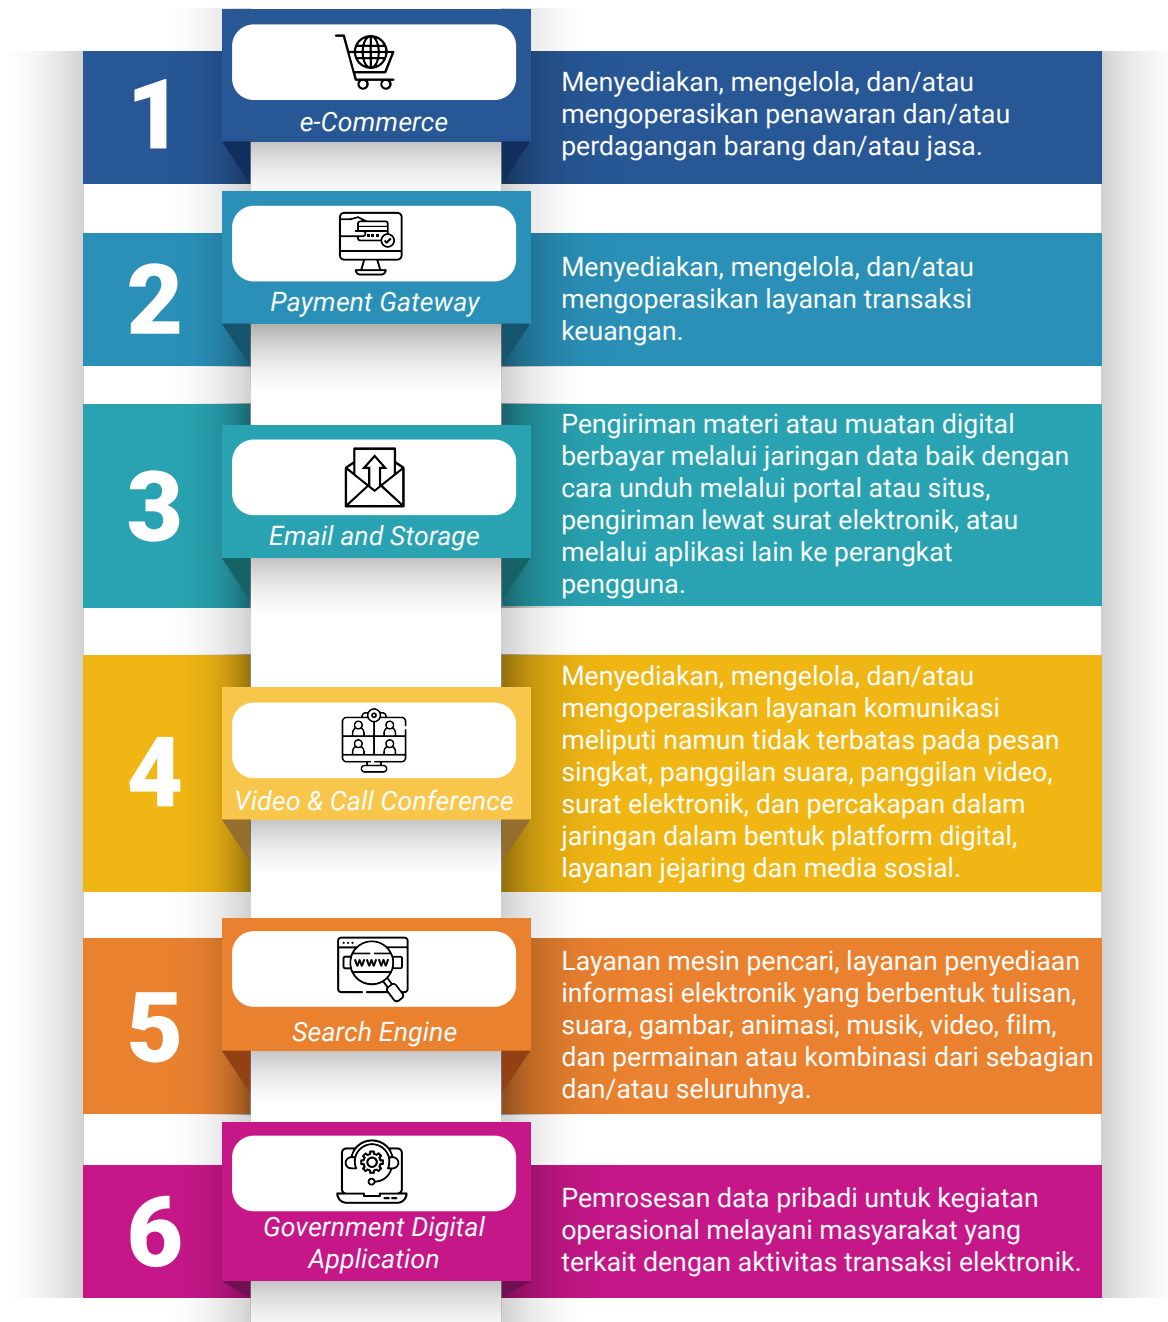 1
e-Commerce
Menyediakan, mengelola, dan/atau
mengoperasikan penawaran dan/atau
perdagangan barang dan/atau jasa.
2
Payment Gateway
Menyediakan, mengelola, dan/atau
mengoperasikan layanan transaksi
keuangan.
3
Email and Storage
Pengiriman materi atau muatan digital
berbayar melalui jaringan data baik dengan
cara unduh melalui portal atau situs,
pengiriman lewat surat elektronik, atau
melalui aplikasi lain ke perangkat
pengguna.
4
Video & Call Conference
Menyediakan, mengelola, dan/atau
mengoperasikan layanan komunikasi
meliputi namun tidak terbatas pada pesan
singkat, panggilan suara, panggilan video,
surat elektronik, dan percakapan dalam
jaringan dalam bentuk platform digital,
layanan jejaring dan media sosial.
5
WWW
Search Engine
Layanan mesin pencari, layanan penyediaan
informasi elektronik yang berbentuk tulisan,
suara, gambar, animasi, musik, video, film,
dan permainan atau kombinasi dari sebagian
dan/atau seluruhnya.
6
Government Digital
Application
Pemrosesan data pribadi untuk kegiatan
operasional melayani masyarakat yang
terkait dengan aktivitas transaksi elektronik.